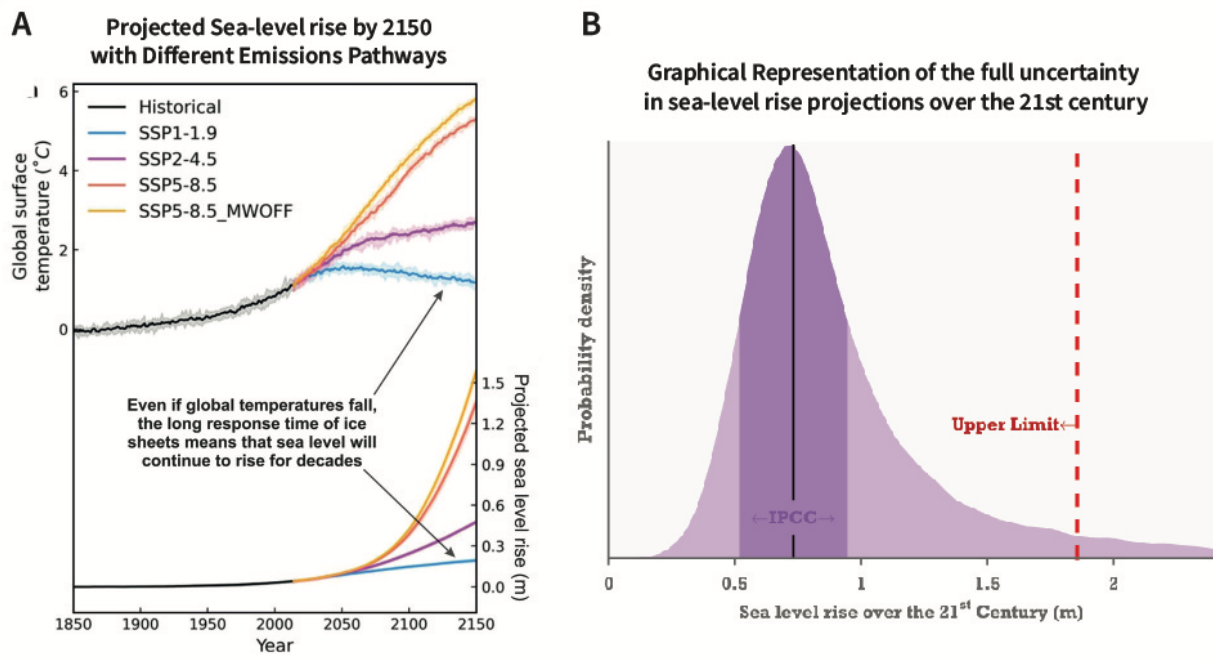 A
Projected Sea-level rise by 2150
with Different Emissions Pathways
Historical
SSP1-1.9
SSP2-4.5
SSP5-8.5
SSP5-8.5_MWOFF
Global surface
temperature (˚C)
6
4
2
0
Even if global temperatures fall,
the long response time of ice
sheets means that sea level will
continue to rise for decades
Projected sea level rise (m)
1.5
1.2
0.9
0.6
0.3
0.0
1850
1900
1950
2000
2050
2100
2150
Year
B
Graphical Representation of the full uncertainty
in sea-level rise projections over the 21st century
Probability density
Upper Limit←
←IPCC→
0
0.5
1
1.5
2
Sea level rise over the 21st Century (m)